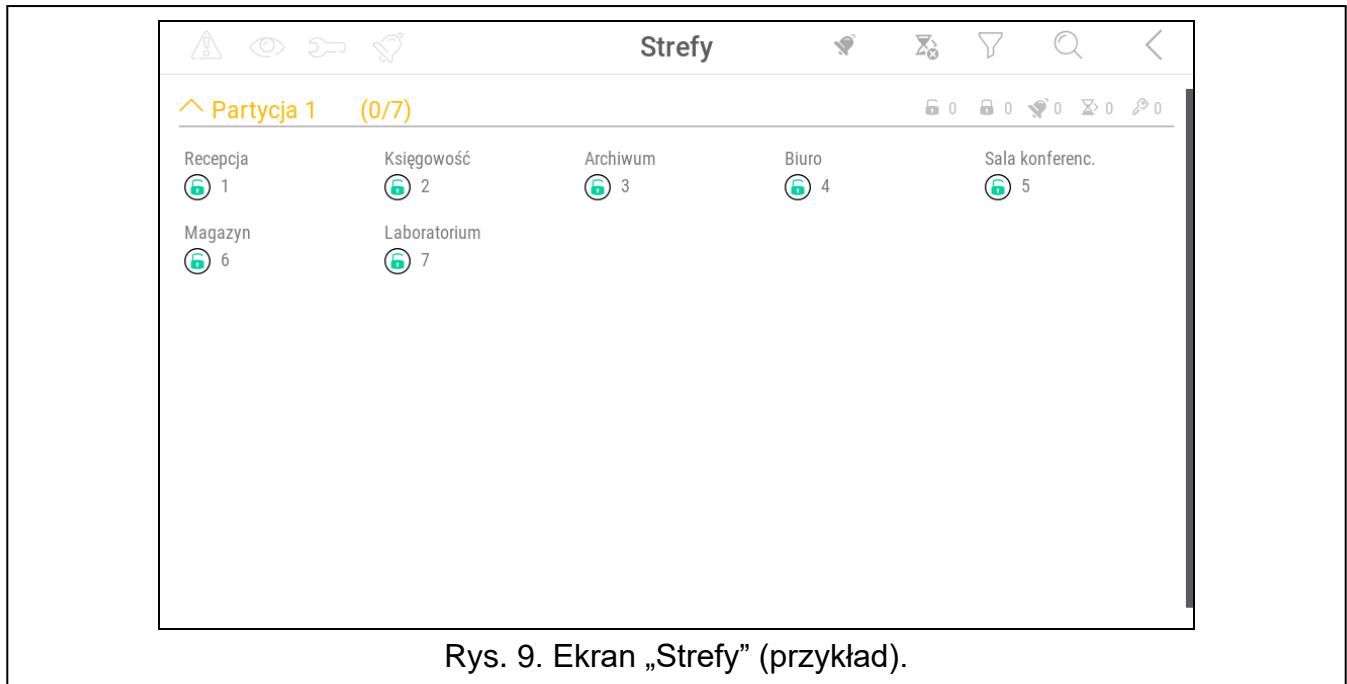 Strefy
Partycja 1 (0/7) 0 0 0 0 0
Recepcja Księgowość Archiwum Biuro Sala konferenc.
1 2 3 4 5
Magazyn Laboratorium
6 7
Rys. 9. Ekran „Strefy” (przykład).